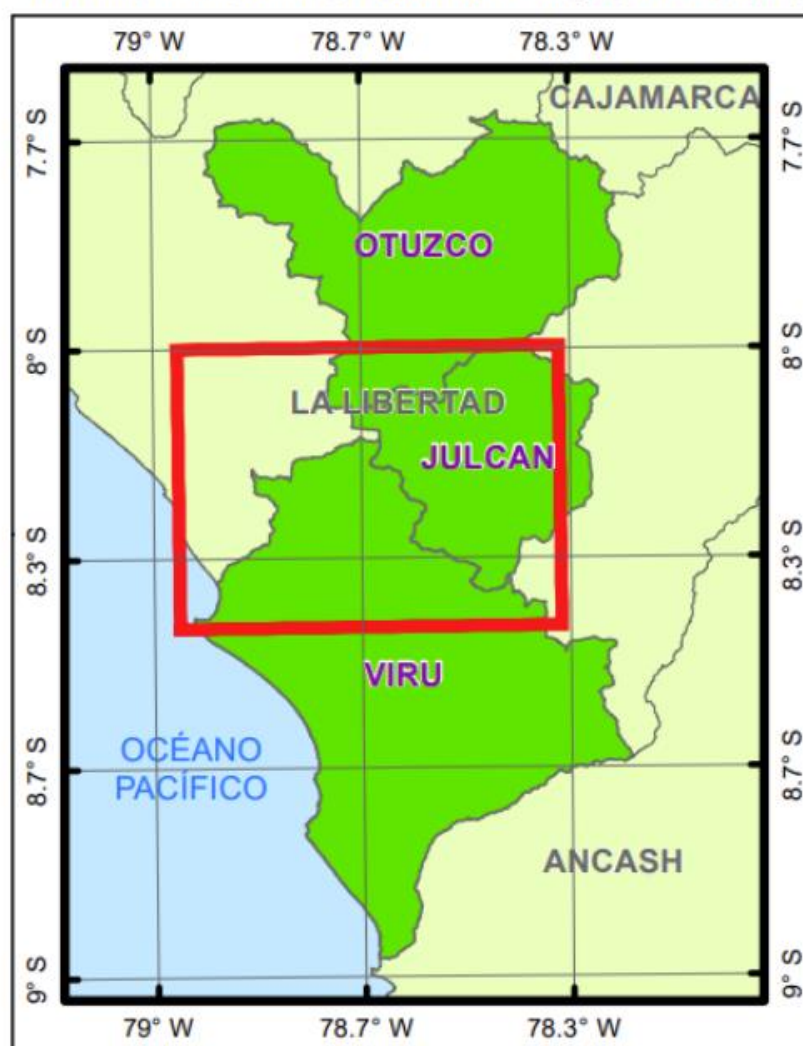 79° W 78.7° W 78.3° W
CAJAMARCA
7.7° S 7.7° S
OTUZCO
8° S 8° S
LA LIBERTAD
JULCAN
8.3° S 8.3° S
VIRU
OCÉANO
PACÍFICO
8.7° S 8.7° S
ANCASH
9° S 9° S
79° W 78.7° W 78.3° W